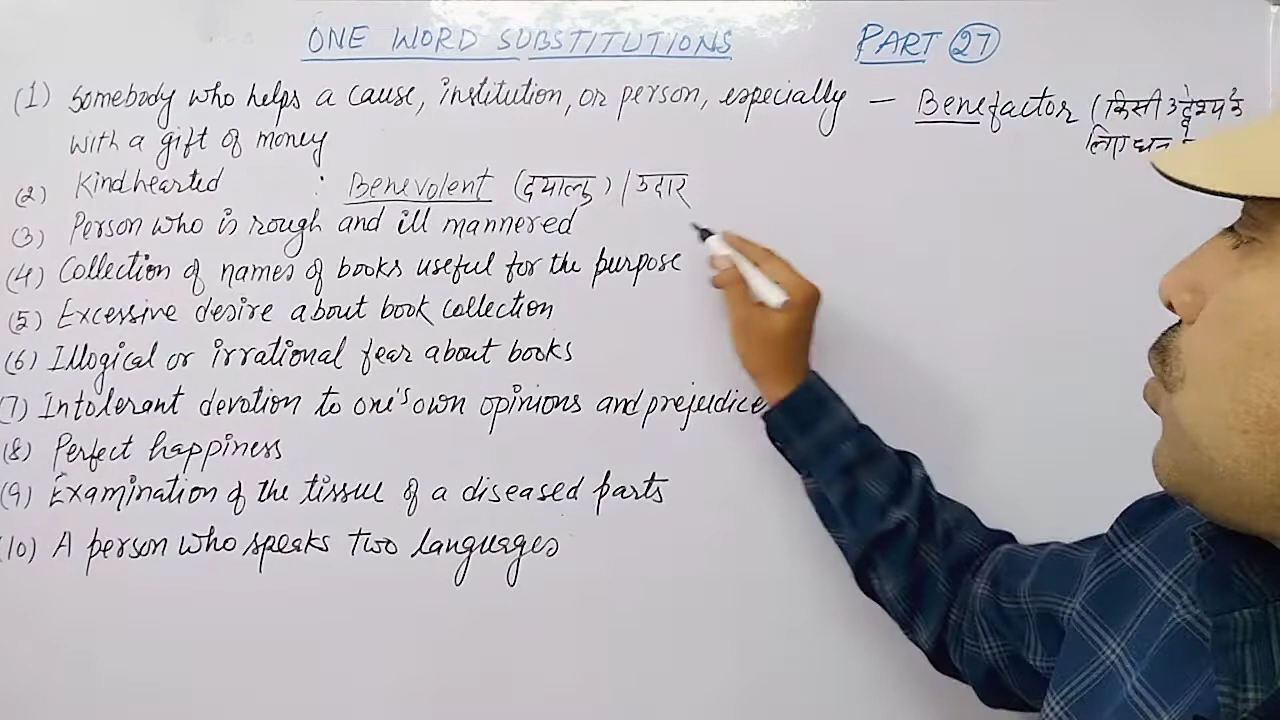 ONE WORD SUBSTITUTIONS PART 27
(1) Somebody who helps a cause, institution, or person, especially — Benefactor (किसी उद्देश्य के
with a gift of money लिए धन
(2) Kindhearted : Benevolent (दयालु) / उदार
(3) Person who is rough and ill mannered
(4) Collection of names of books useful for the purpose
(5) Excessive desire about book collection
(6) Illogical or irrational fear about books
(7) Intolerant devotion to one's own opinions and prejudice
(8) Perfect happiness
(9) Examination of the tissue of a diseased parts
(10) A person who speaks two languages